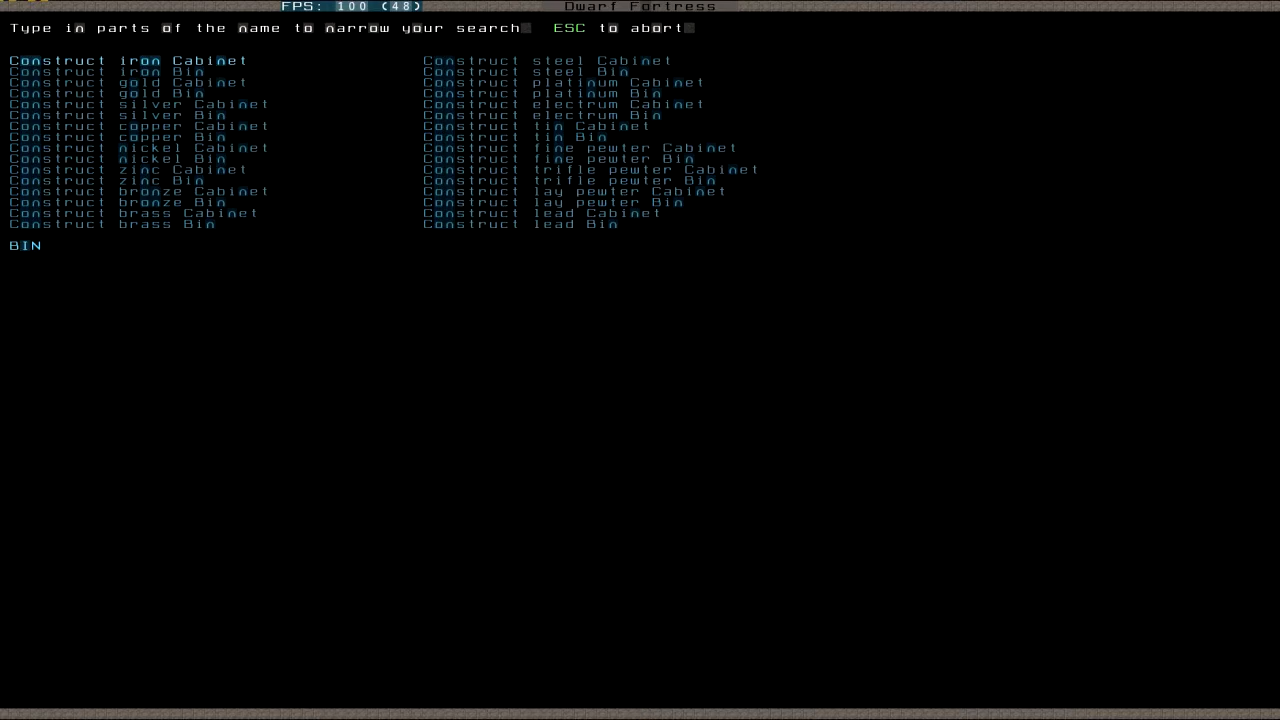 FPS: 100 (48) Dwarf Fortress
Type in parts of the name to narrow your search ESC to abort
Construct iron Cabinet
Construct iron Bin
Construct gold Cabinet
Construct gold Bin
Construct silver Cabinet
Construct silver Bin
Construct copper Cabinet
Construct copper Bin
Construct nickel Cabinet
Construct nickel Bin
Construct zinc Cabinet
Construct zinc Bin
Construct bronze Cabinet
Construct bronze Bin
Construct brass Cabinet
Construct brass Bin
Construct steel Cabinet
Construct steel Bin
Construct platinum Cabinet
Construct platinum Bin
Construct electrum Cabinet
Construct electrum Bin
Construct tin Cabinet
Construct tin Bin
Construct fine pewter Cabinet
Construct fine pewter Bin
Construct trifle pewter Cabinet
Construct trifle pewter Bin
Construct lay pewter Cabinet
Construct lay pewter Bin
Construct lead Cabinet
Construct lead Bin
BIN